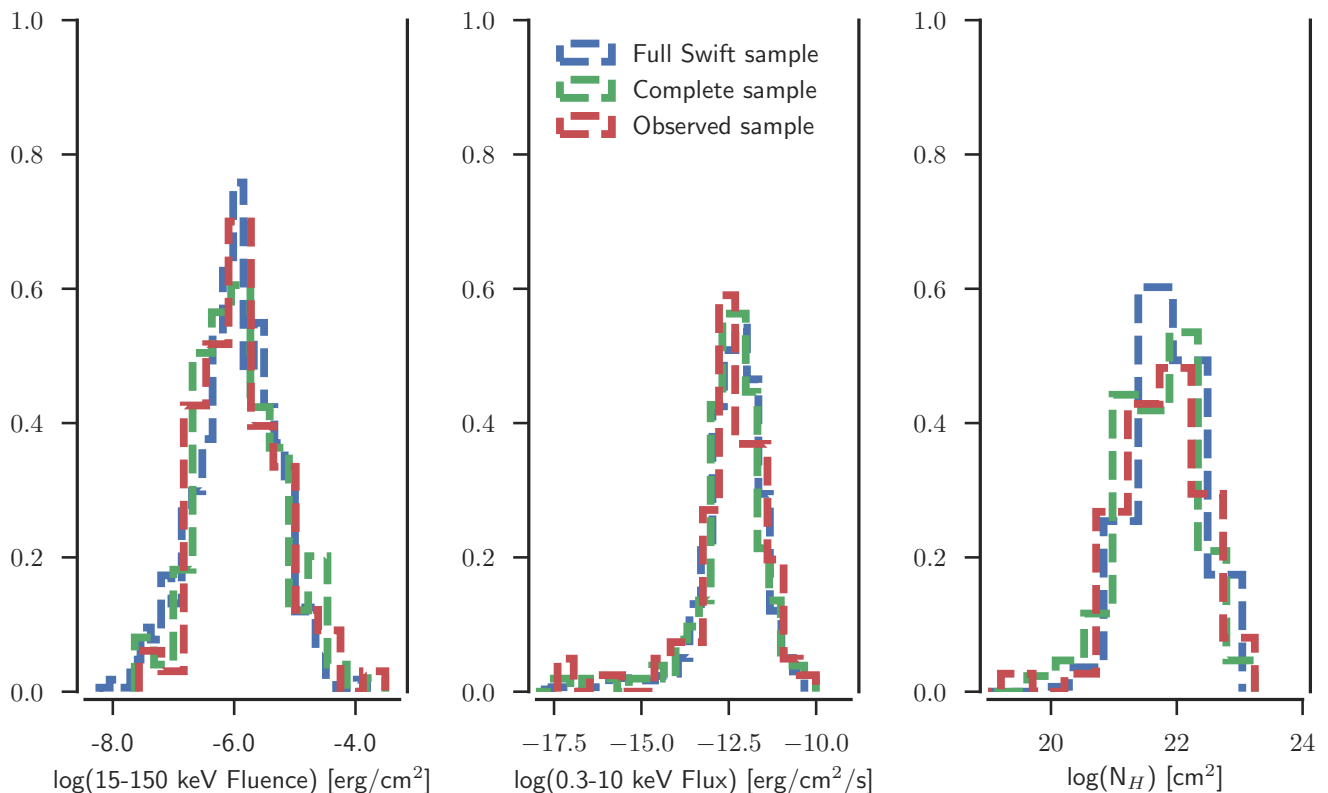 1.0 1.0 1.0
Full Swift sample
Complete sample
Observed sample
0.8 0.8 0.8
0.6 0.6 0.6
0.4 0.4 0.4
0.2 0.2 0.2
0.0 0.0 0.0
-8.0 -6.0 -4.0 −17.5 −15.0 −12.5 −10.0 20 22 24
log(15-150 keV Fluence) [erg/cm²] log(0.3-10 keV Flux) [erg/cm²/s] log(N_H) [cm²]